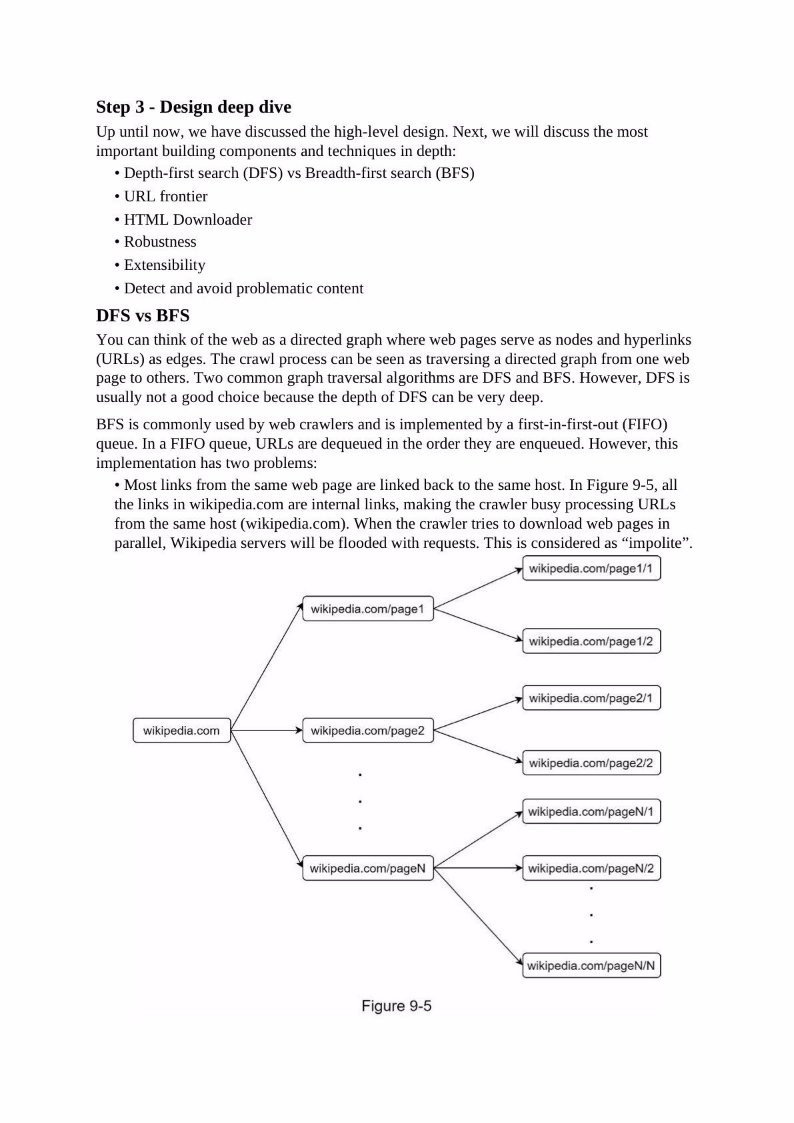 Step 3 - Design deep dive
Up until now, we have discussed the high-level design. Next, we will discuss the most
important building components and techniques in depth:
• Depth-first search (DFS) vs Breadth-first search (BFS)
• URL frontier
• HTML Downloader
• Robustness
• Extensibility
• Detect and avoid problematic content
DFS vs BFS
You can think of the web as a directed graph where web pages serve as nodes and hyperlinks
(URLs) as edges. The crawl process can be seen as traversing a directed graph from one web
page to others. Two common graph traversal algorithms are DFS and BFS. However, DFS is
usually not a good choice because the depth of DFS can be very deep.
BFS is commonly used by web crawlers and is implemented by a first-in-first-out (FIFO)
queue. In a FIFO queue, URLs are dequeued in the order they are enqueued. However, this
implementation has two problems:
• Most links from the same web page are linked back to the same host. In Figure 9-5, all
the links in wikipedia.com are internal links, making the crawler busy processing URLs
from the same host (wikipedia.com). When the crawler tries to download web pages in
parallel, Wikipedia servers will be flooded with requests. This is considered as “impolite”.
wikipedia.com
wikipedia.com/page1
wikipedia.com/page2
wikipedia.com/pageN
wikipedia.com/page1/1
wikipedia.com/page1/2
wikipedia.com/page2/1
wikipedia.com/page2/2
wikipedia.com/pageN/1
wikipedia.com/pageN/2
wikipedia.com/pageN/N
Figure 9-5